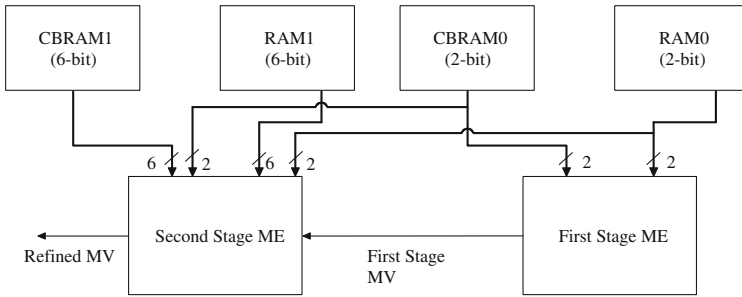 CBRAM1
(6-bit)
RAM1
(6-bit)
CBRAM0
(2-bit)
RAM0
(2-bit)
6
2
6
2
2
2
Second Stage ME
First Stage ME
Refined MV
First Stage
MV